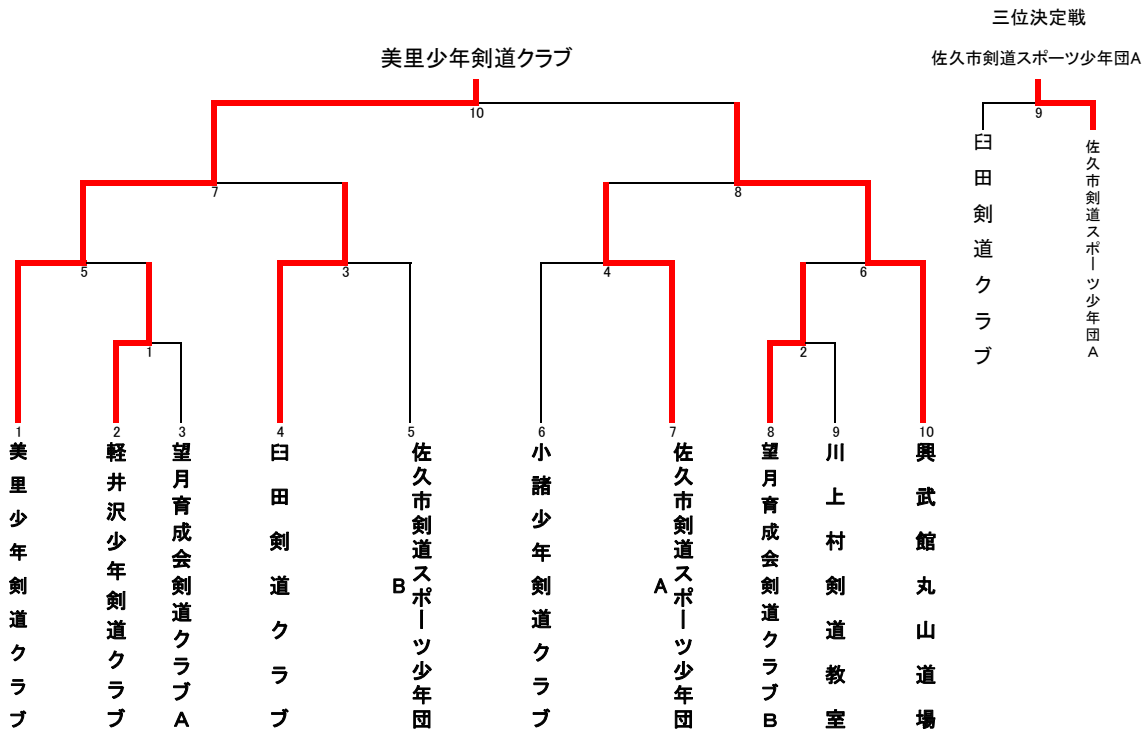 三位決定戦
美里少年剣道クラブ
佐久市剣道スポーツ少年団A
10
9
臼田剣道クラブ
佐久市剣道スポーツ少年団A
7
8
5
3
4
6
1
2
1
2
3
4
5
6
7
8
9
10
美里少年剣道クラブ
軽井沢少年剣道クラブ
望月育成会剣道クラブA
臼田剣道クラブ
佐久市剣道スポーツ少年団
B
小諸少年剣道クラブ
佐久市剣道スポーツ少年団
A
望月育成会剣道クラブB
川上村剣道教室
興武館丸山道場